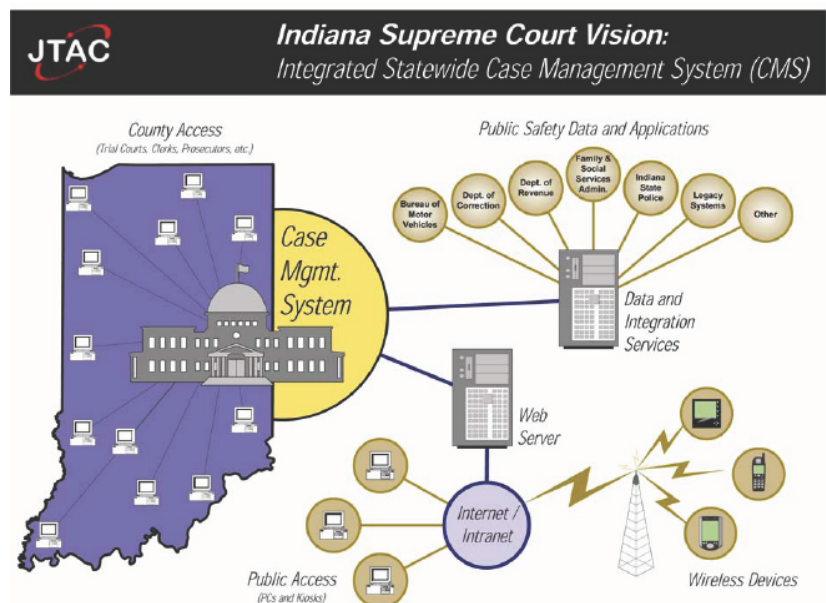 JTAC
Indiana Supreme Court Vision:
Integrated Statewide Case Management System (CMS)
County Access
(Trial Courts, Clerks, Prosecutors, etc.)
Public Safety Data and Applications
Bureau of
Motor
Vehicles
Dept. of
Correction
Dept. of
Revenue
Family &
Social
Services
Admin.
Indiana
State
Police
Legacy
Systems
Other
Case
Mgmt.
System
Data and
Integration
Services
Web
Server
Internet /
Intranet
Public Access
(PCs and Kiosks)
Wireless Devices